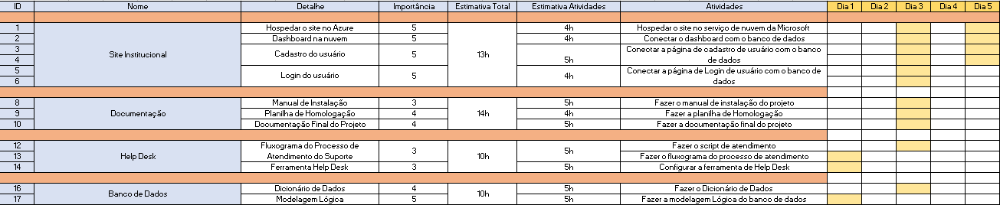 ID Nome Detalhe Importância Estimativa Total Estimativa Atividades Atividades Dia 1 Dia 2 Dia 3 Dia 4 Dia 5
1 Hospedar o site no Azure 5 4h Hospedar o site no serviço de nuvem da Microsoft
2 Dashboard na nuvem 5 4h Conectar o dashboard com o banco de dados
3 Conectar a página de cadastro de usuário com o banco
Site Institucional Cadastro do usuário 5 13h
4 5h de dados
5 Conectar a página de Login de usuário com o banco de
Login do usuário 5 4h
6 dados
8 Manual de Instalação 3 5h Fazer o manual de instalação do projeto
9 Documentação Planilha de Homologação 4 14h 4h Fazer a planilha de Homologação
10 Documentação Final do Projeto 4 5h Fazer a documentação final do projeto
12 Fluxograma do Processo de Fazer o script de atendimento
3 5h
13 Help Desk Atendimento do Suporte 10h Fazer o fluxograma do processo de atendimento
14 Ferramenta Help Desk 3 5h Configurar a ferramenta de Help Desk
16 Dicionário de Dados 4 5h Fazer o Dicionário de Dados
Banco de Dados 10h
17 Modelagem Lógica 5 5h Fazer a modelagem Lógica do banco de dados